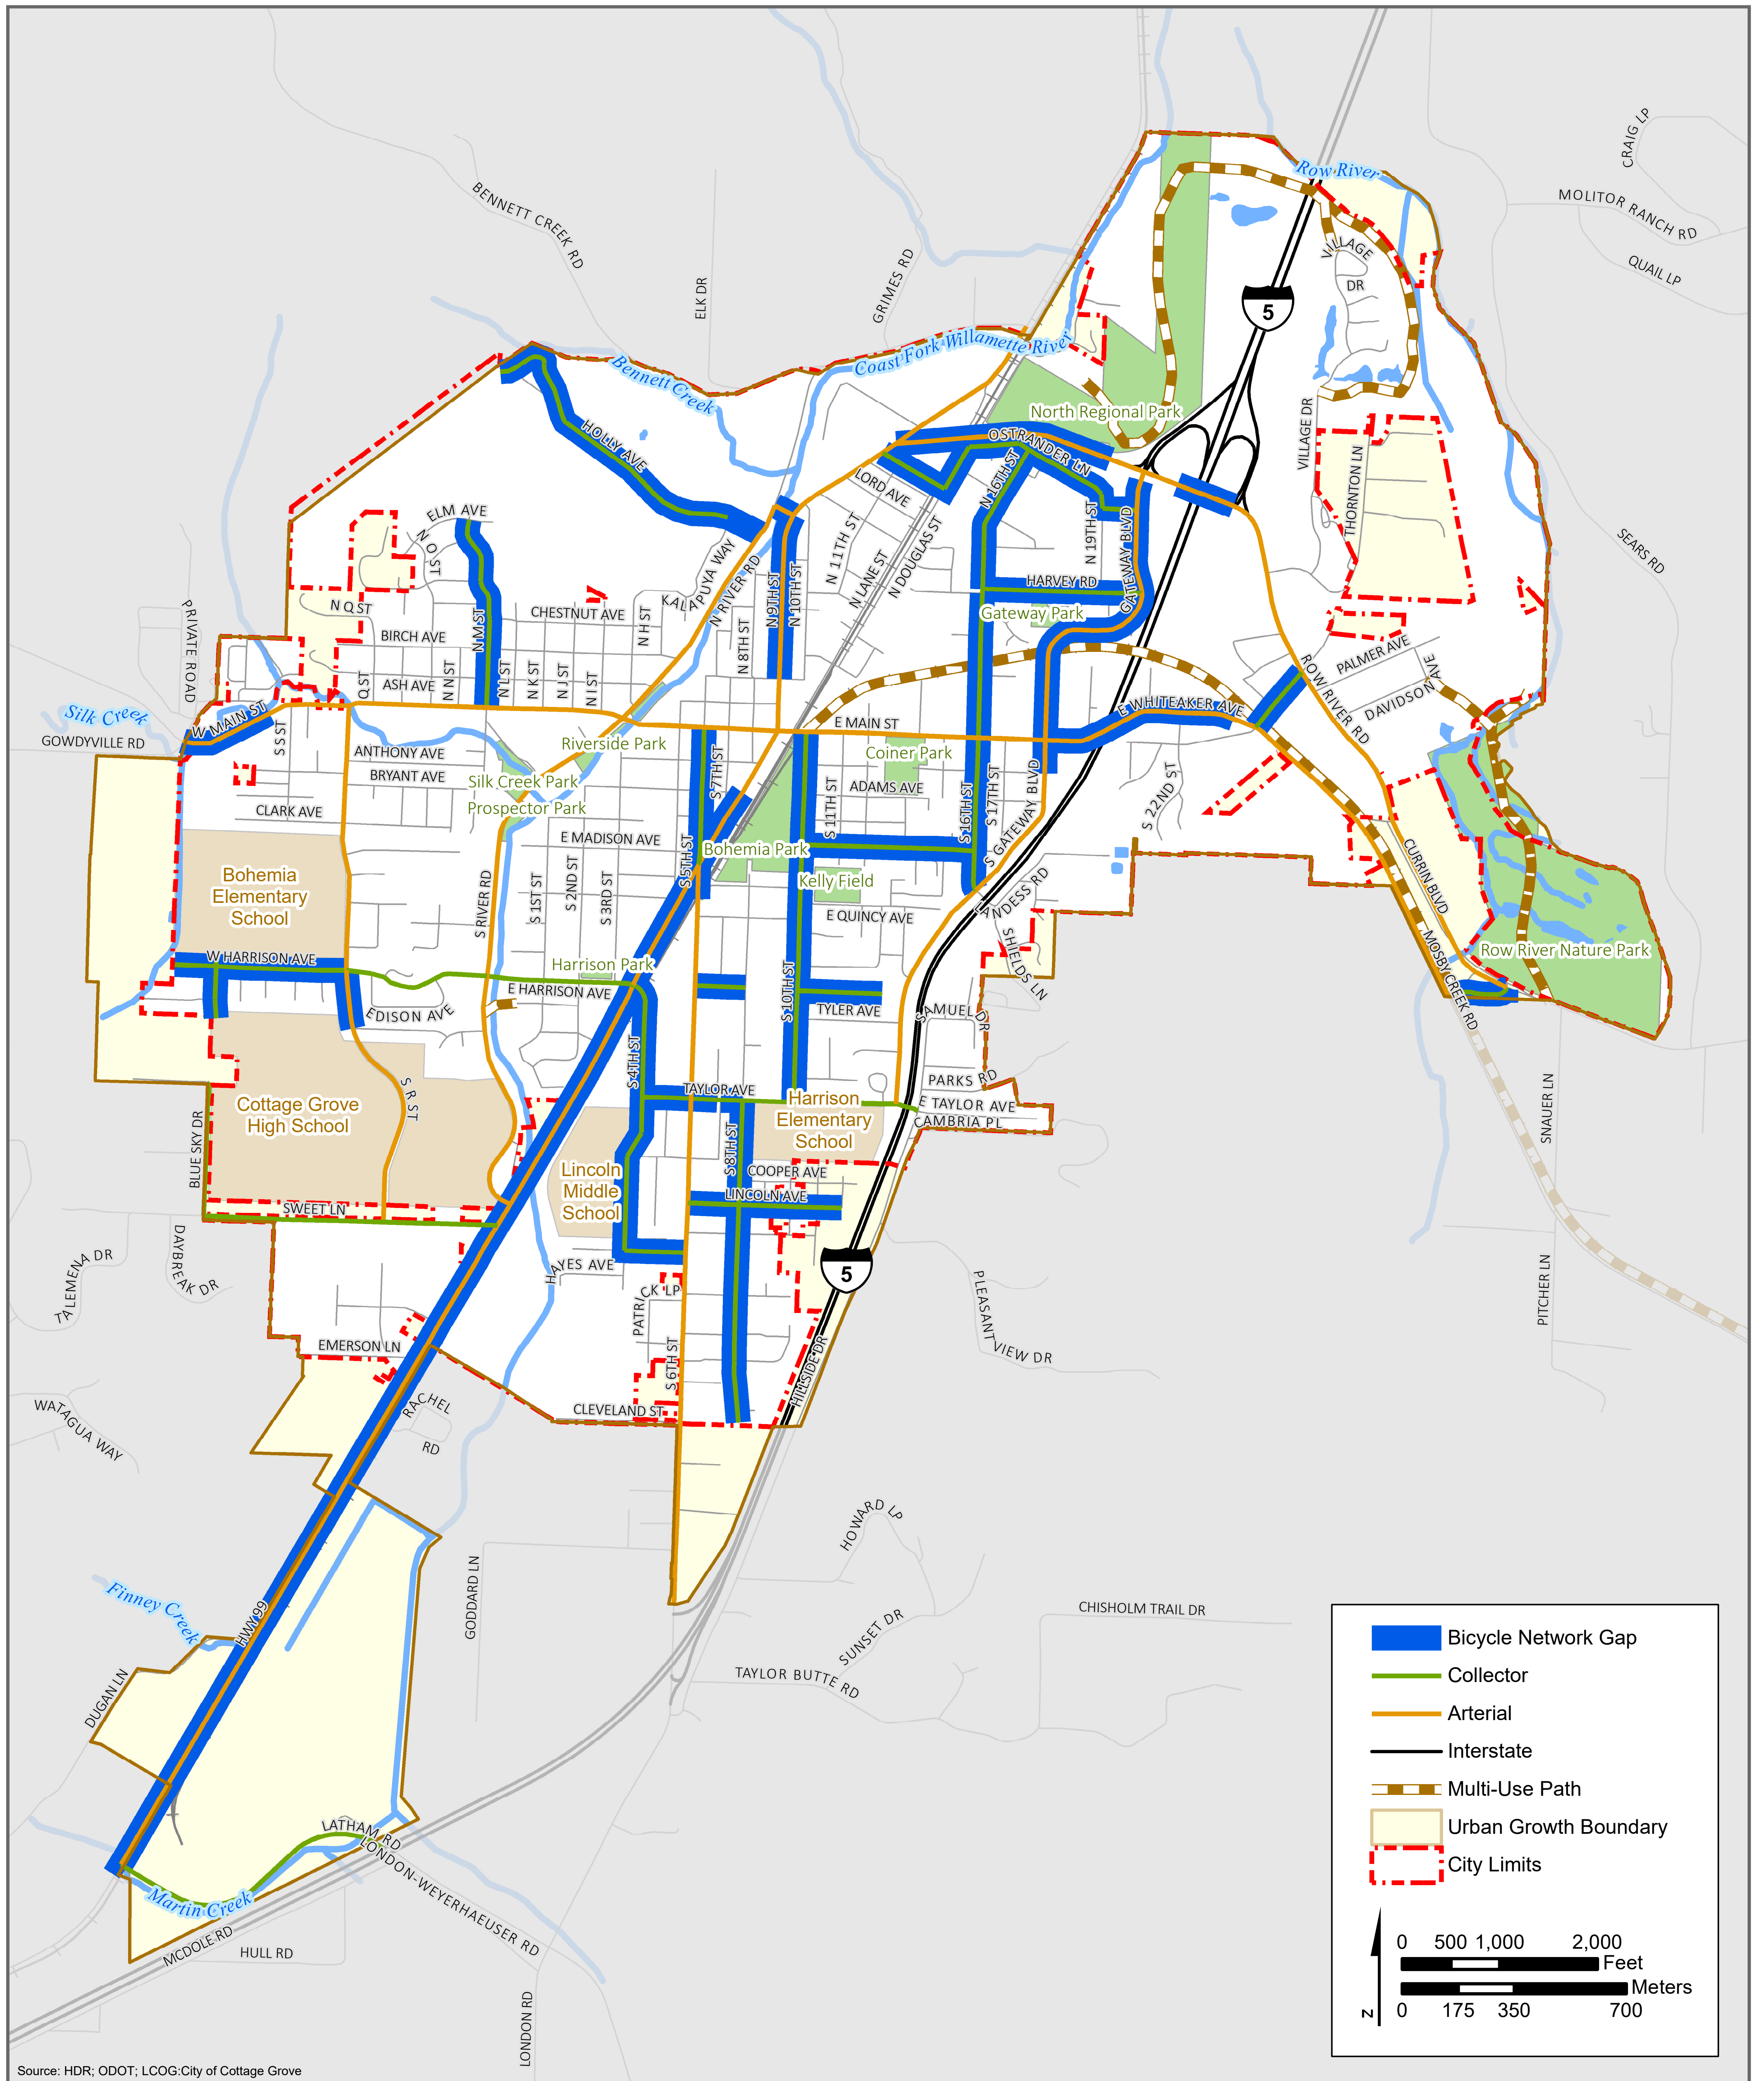 CRAIG LP
Row River
MOLITOR RANCH RD
BENNETT CREEK RD
VILLAGE
DR
QUAIL LP
ELK DR
GRIMES RD
5
Coast Fork Willamette River
Bennett Creek
North Regional Park
HOLLY AVE
OSTRANDER LN
VILLAGE DR
THORNTON LN
LORD AVE
N 16TH ST
ELM AVE
N O ST
N 11TH ST
N DOUGLAS ST
N 19TH ST
GATEWAY BLVD
SEARS RD
KALAPUYA WAY
N RIVER RD
N 9TH ST
N 10TH ST
N LANE ST
HARVEY RD
PRIVATE ROAD
N Q ST
CHESTNUT AVE
N H ST
Gateway Park
BIRCH AVE
N M ST
N 8TH ST
PALMER AVE
Q ST
ASH AVE
N N ST
N L ST
N K ST
N J ST
N I ST
ROW RIVER RD
DAVIDSON AVE
Silk Creek
W MAIN ST
E WHITEAKER AVE
GOWDYVILLE RD
S S ST
E MAIN ST
Riverside Park
ANTHONY AVE
Coiner Park
BRYANT AVE
Silk Creek Park
S 7TH ST
ADAMS AVE
CLARK AVE
Prospector Park
S 11TH ST
S 16TH ST
S 17TH ST
S GATEWAY BLVD
S 22ND ST
E MADISON AVE
S 5TH ST
Bohemia Park
CURRIN BLVD
Bohemia
Elementary
School
S RIVER RD
S 1ST ST
S 2ND ST
S 3RD ST
Kelly Field
LANDESS RD
E QUINCY AVE
SHIELDS LN
MOSBY CREEK RD
Row River Nature Park
W HARRISON AVE
Harrison Park
S 10TH ST
E HARRISON AVE
EDISON AVE
TYLER AVE
SAMUEL DR
S 4TH ST
S R ST
TAYLOR AVE
PARKS RD
Cottage Grove
High School
Harrison
Elementary
School
E TAYLOR AVE
CAMBRIA PL
SNAUER LN
BLUE SKY DR
S 8TH ST
Lincoln
Middle
School
COOPER AVE
LINCOLN AVE
SWEET LN
TALEMENA DR
DAYBREAK DR
HAYES AVE
5
PATRICK LP
PLEASANT VIEW DR
PITCHER LN
EMERSON LN
S 6TH ST
HILLSIDE DR
WATAGUA WAY
RACHEL
RD
CLEVELAND ST
HOWARD LP
Finney Creek
HWY 99
GODDARD LN
SUNSET DR
CHISHOLM TRAIL DR
DUGAN LN
TAYLOR BUTTE RD
Bicycle Network Gap
Collector
Arterial
Interstate
Multi-Use Path
Urban Growth Boundary
City Limits
LATHAM RD
LONDON-WEYERHAEUSER RD
Martin Creek
MCDOLE RD
HULL RD
LONDON RD
0 500 1,000 2,000
Feet
Meters
0 175 350 700
N
Source: HDR; ODOT; LCOG:City of Cottage Grove